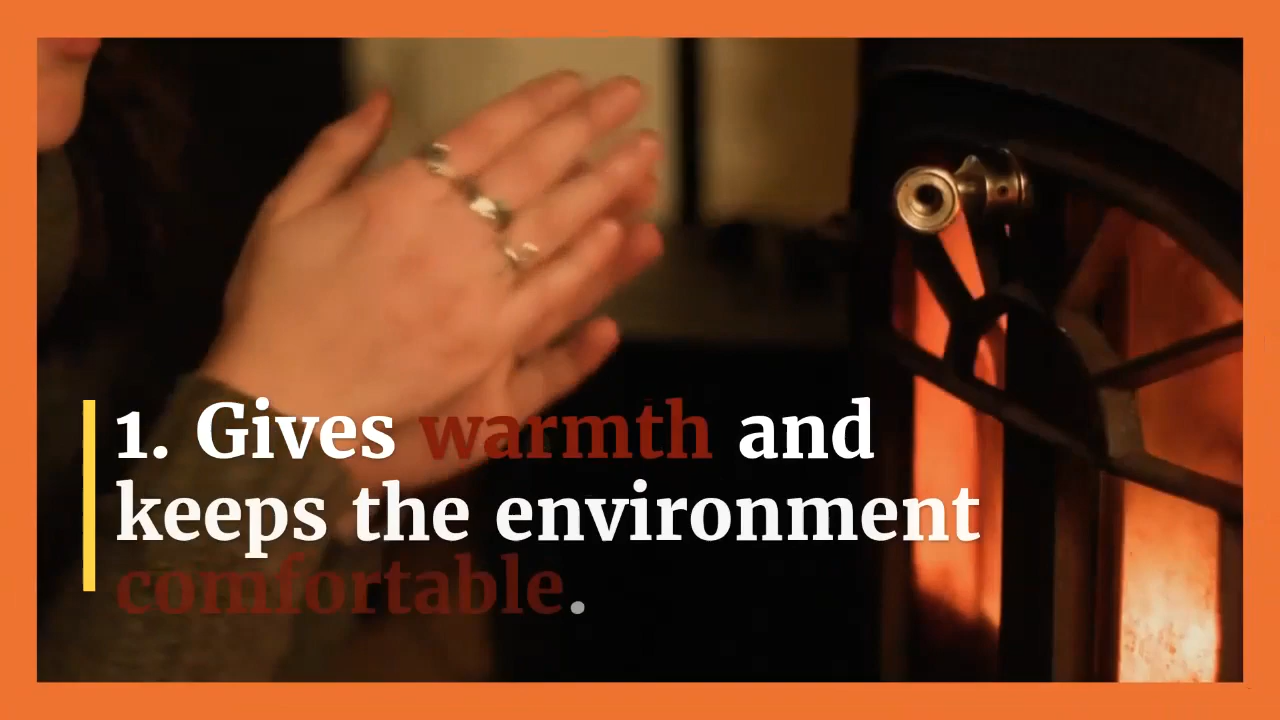 1. Gives warmth and
keeps the environment
comfortable.